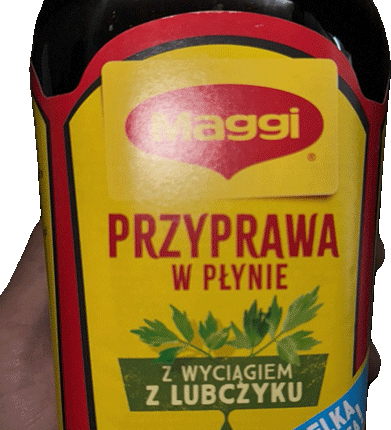 Maggi
®
PRZYPRAWA
W PŁYNIE
Z WYCIĄGIEM
Z LUBCZYKU